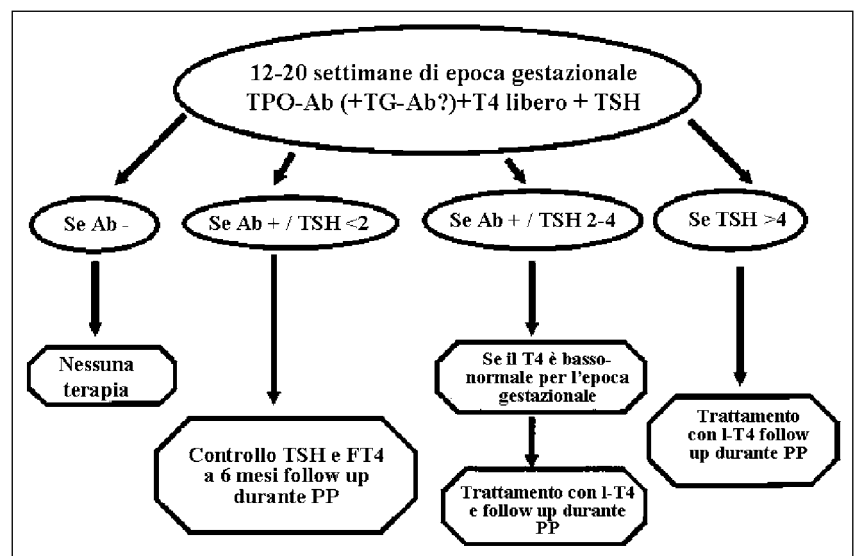 12-20 settimane di epoca gestazionale
TPO-Ab (+TG-Ab?)+T4 libero + TSH
Se Ab -
Se Ab + / TSH <2
Se Ab + / TSH 2-4
Se TSH >4
Nessuna
terapia
Controllo TSH e FT4
a 6 mesi follow up
durante PP
Se il T4 è basso-
normale per l'epoca
gestazionale
Trattamento con l-T4
e follow up durante
PP
Trattamento
con l-T4 follow
up durante PP